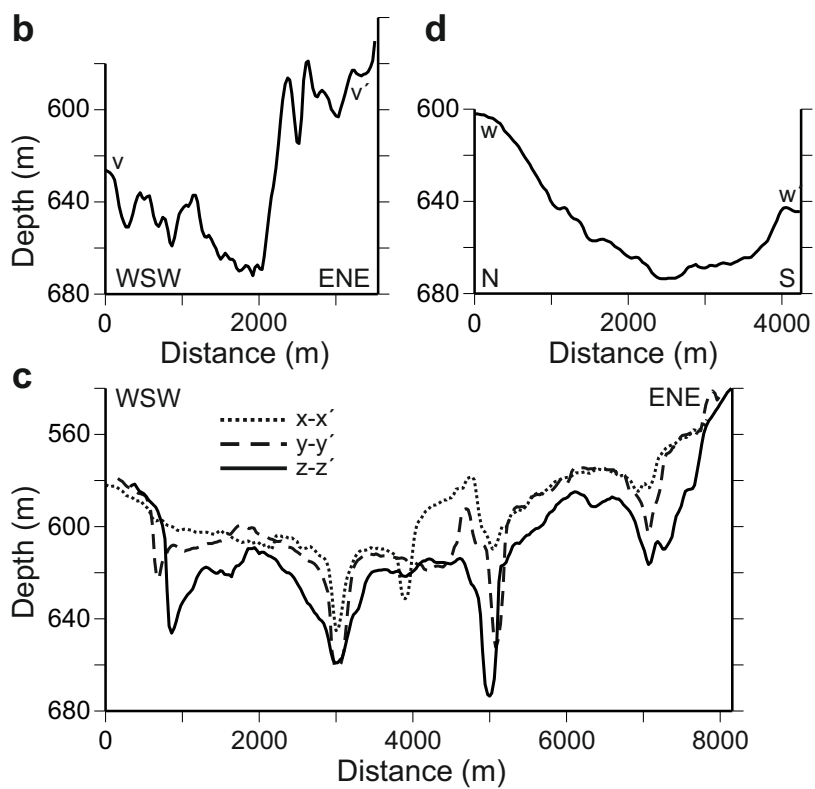 b
Depth (m)
600
640
680
v
v´
WSW
ENE
0
2000
Distance (m)
d
Depth (m)
600
640
680
w
w´
N
S
0
2000
4000
Distance (m)
c
WSW
ENE
x-x´
y-y´
z-z´
Depth (m)
560
600
640
680
0
2000
4000
6000
8000
Distance (m)